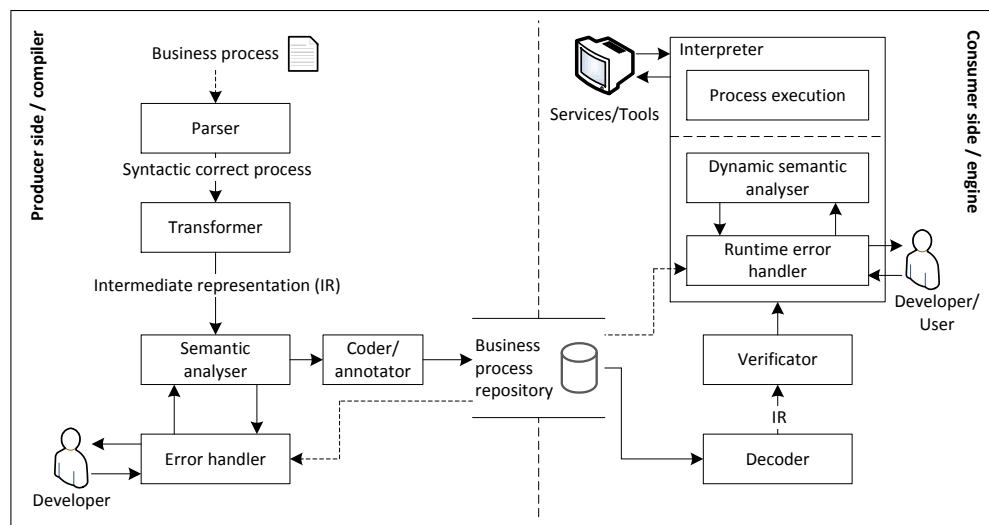 Producer side / compiler
Business process
Parser
Syntactic correct process
Transformer
Intermediate representation (IR)
Semantic
analyser
Coder/
annotator
Error handler
Developer
Business
process
repository
Services/Tools
Interpreter
Process execution
Dynamic semantic
analyser
Runtime error
handler
Developer/
User
Verificator
IR
Decoder
Consumer side / engine